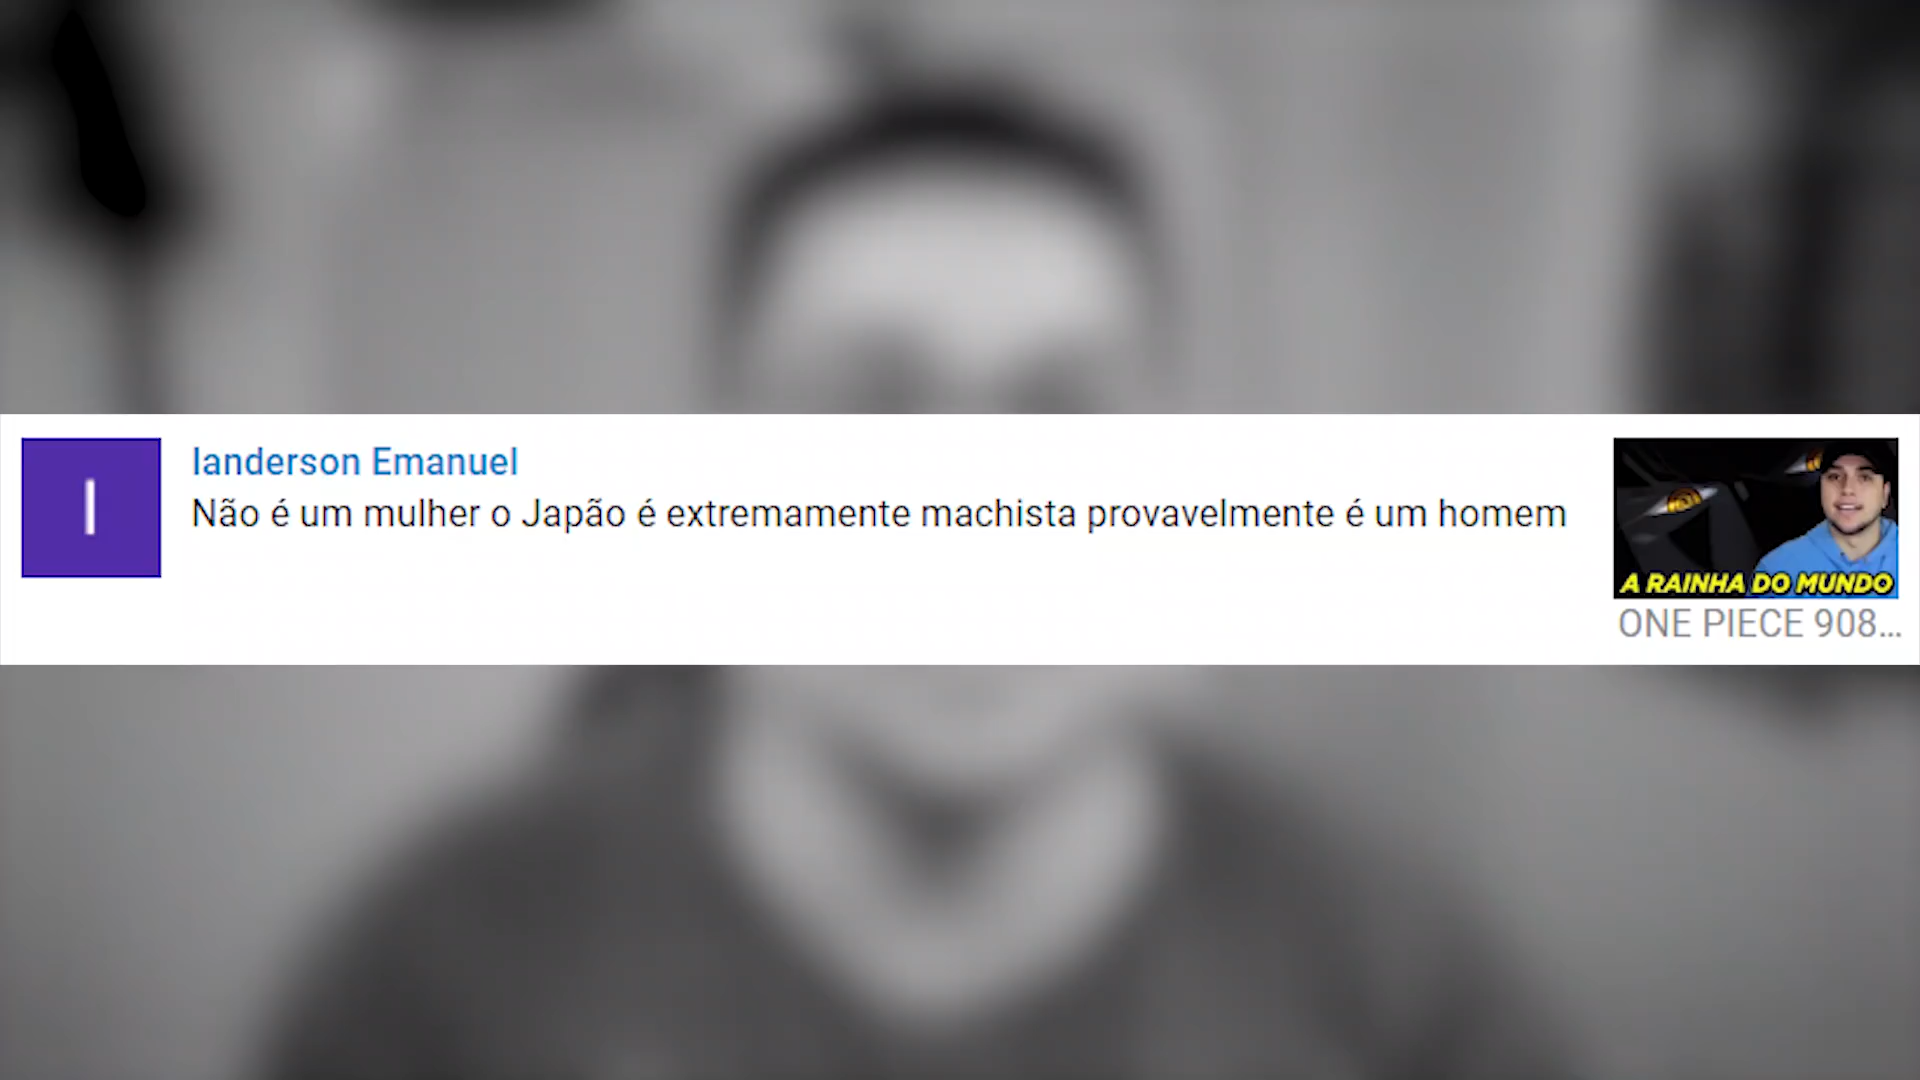 I
Ianderson Emanuel
Não é um mulher o Japão é extremamente machista provavelmente é um homem
A RAINHA DO MUNDO
ONE PIECE 908...